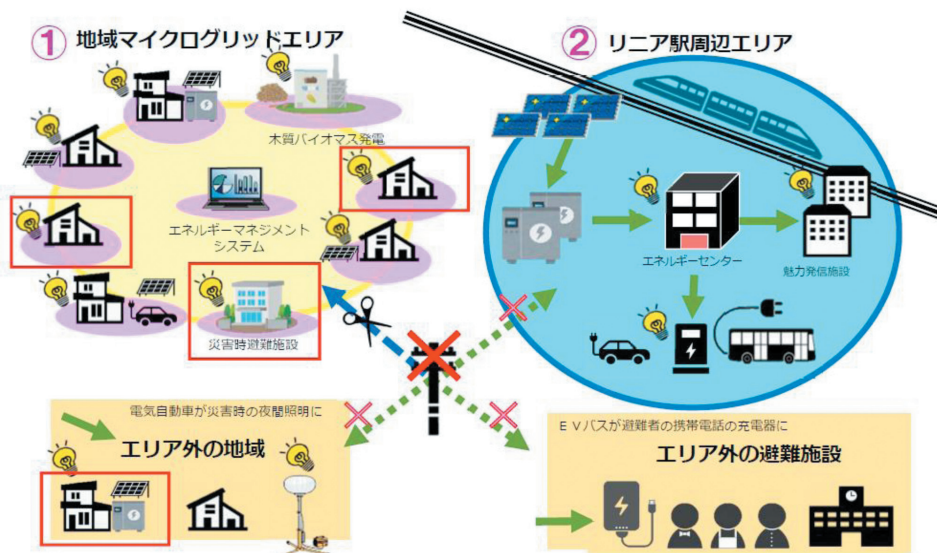 ① 地域マイクログリッドエリア
② リニア駅周辺エリア
木質バイオマス発電
エネルギーマネジメント
システム
災害時避難施設
エネルギーセンター
魅力発信施設
電気自動車が災害時の夜間照明に
エリア外の地域
EVバスが避難者の携帯電話の充電器に
エリア外の避難施設